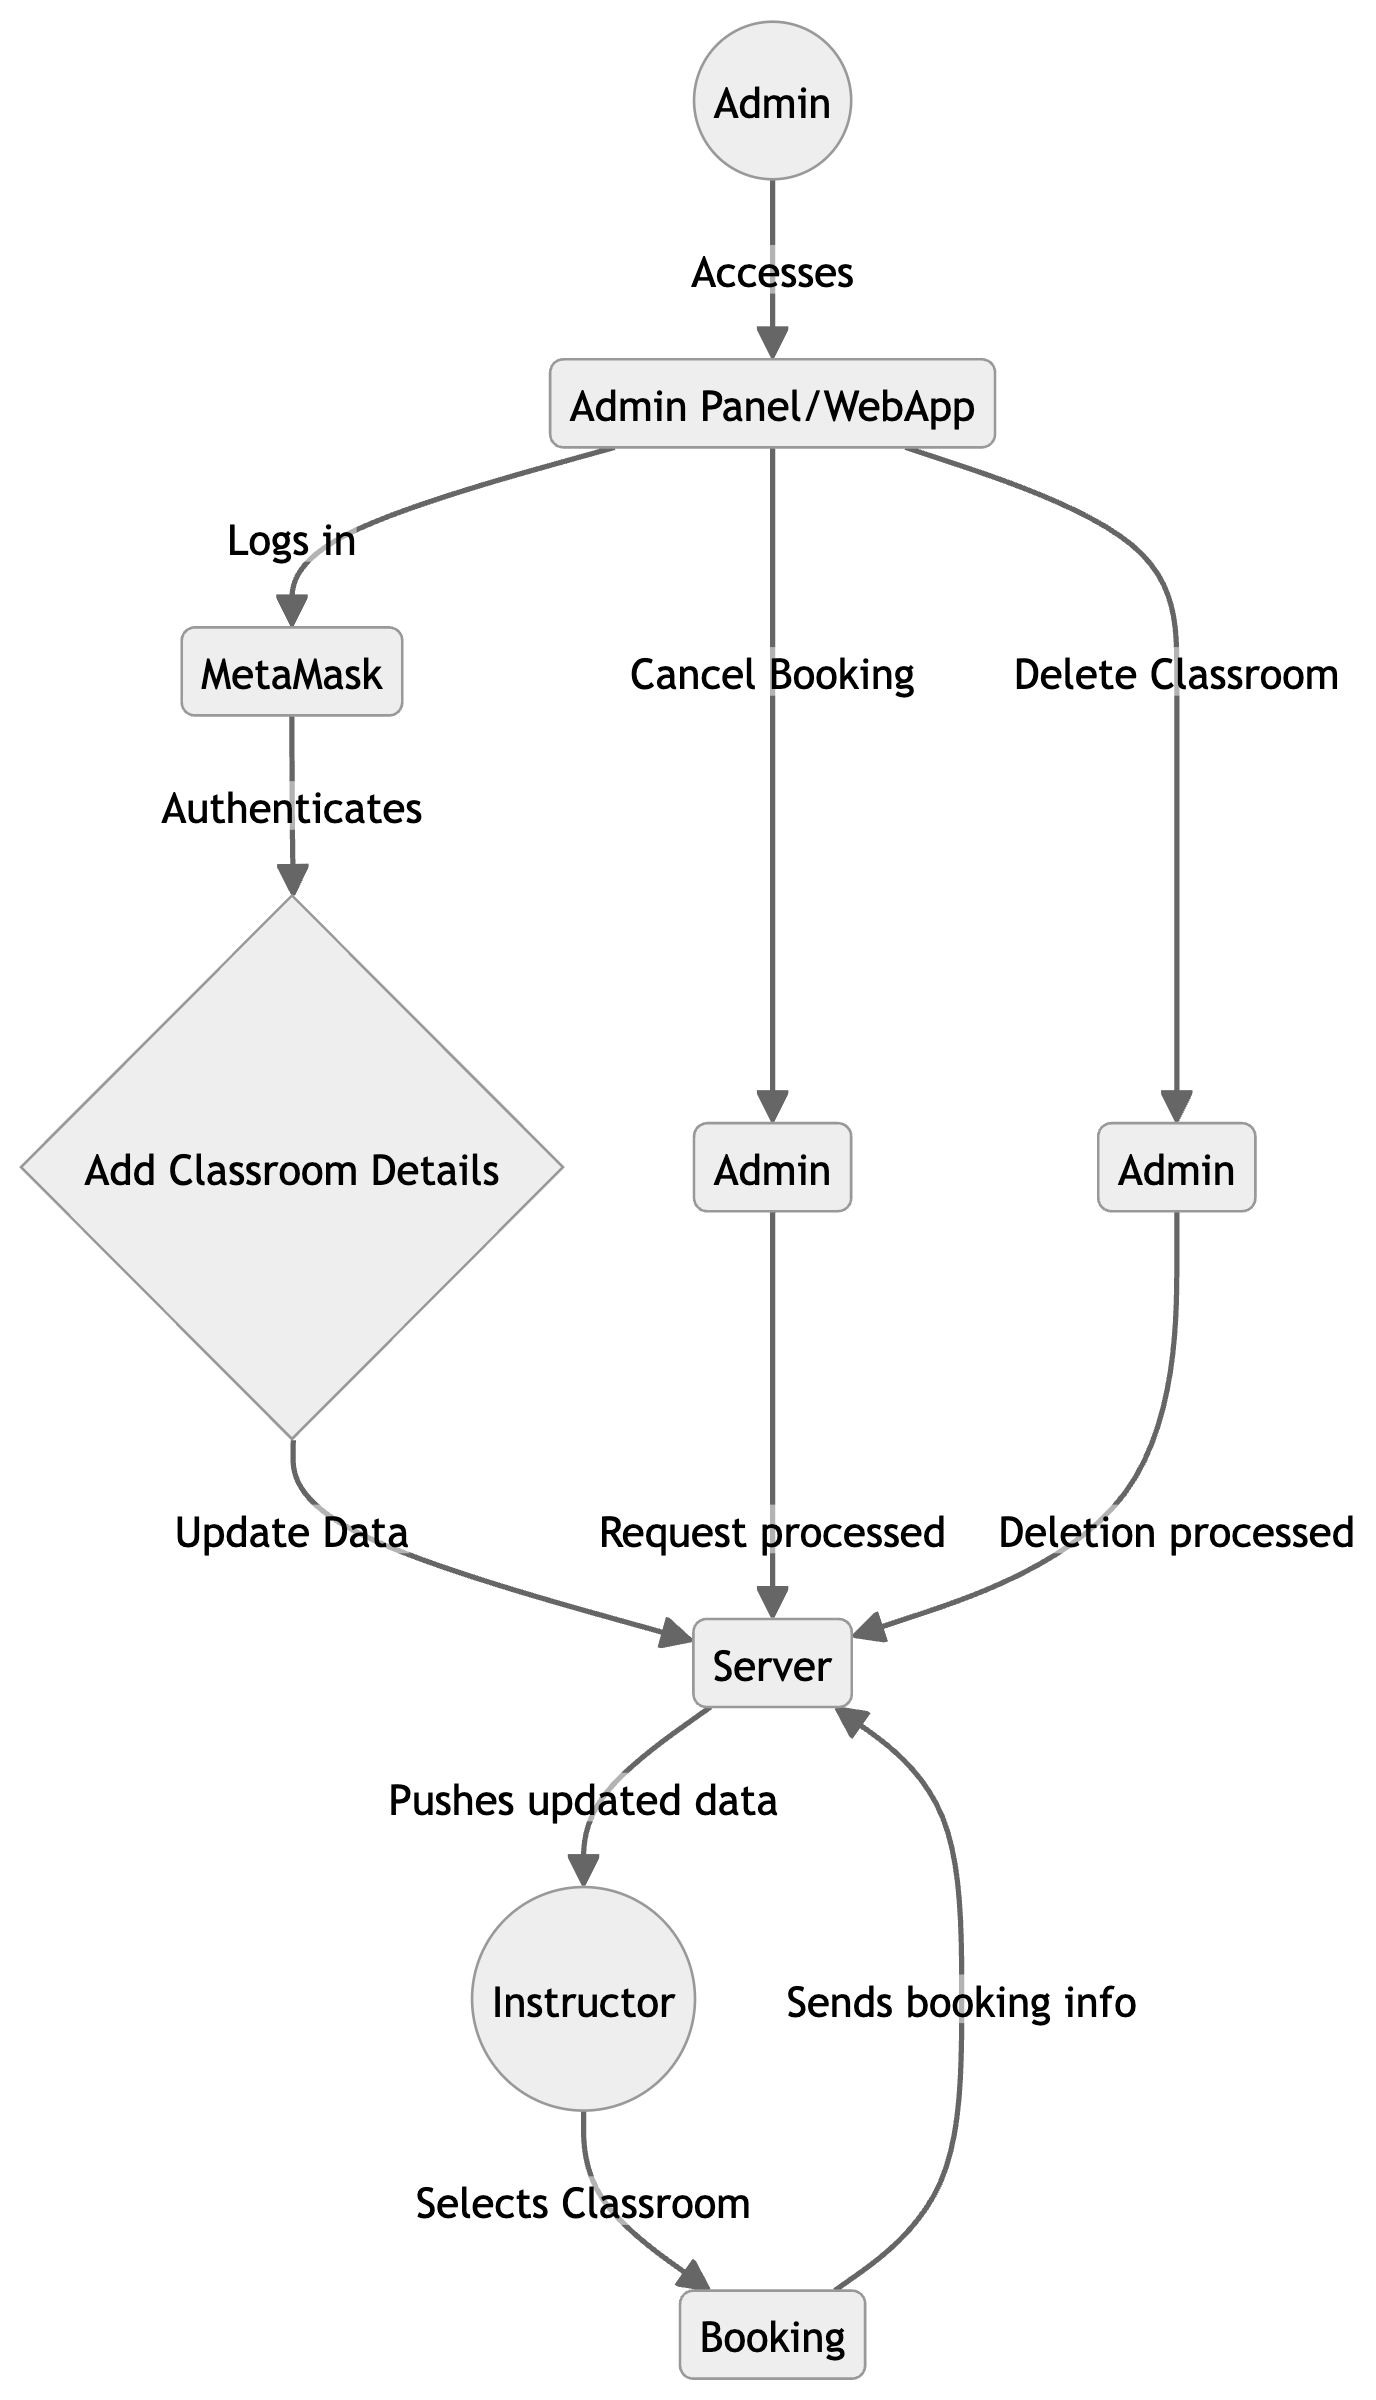 Admin
Accesses
Admin Panel/WebApp
Logs in
MetaMask
Cancel Booking
Delete Classroom
Authenticates
Add Classroom Details
Admin
Admin
Update Data
Request processed
Deletion processed
Server
Pushes updated data
Instructor
Sends booking info
Selects Classroom
Booking